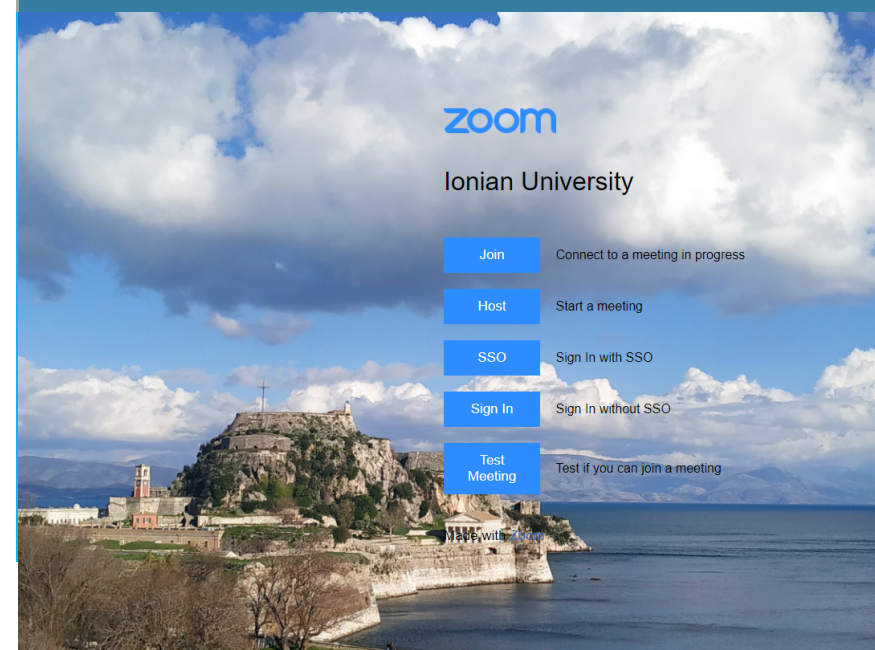 zoom
Ionian University
Join Connect to a meeting in progress
Host Start a meeting
SSO Sign In with SSO
Sign In Sign In without SSO
Test
Meeting Test if you can join a meeting
Made with Zoom